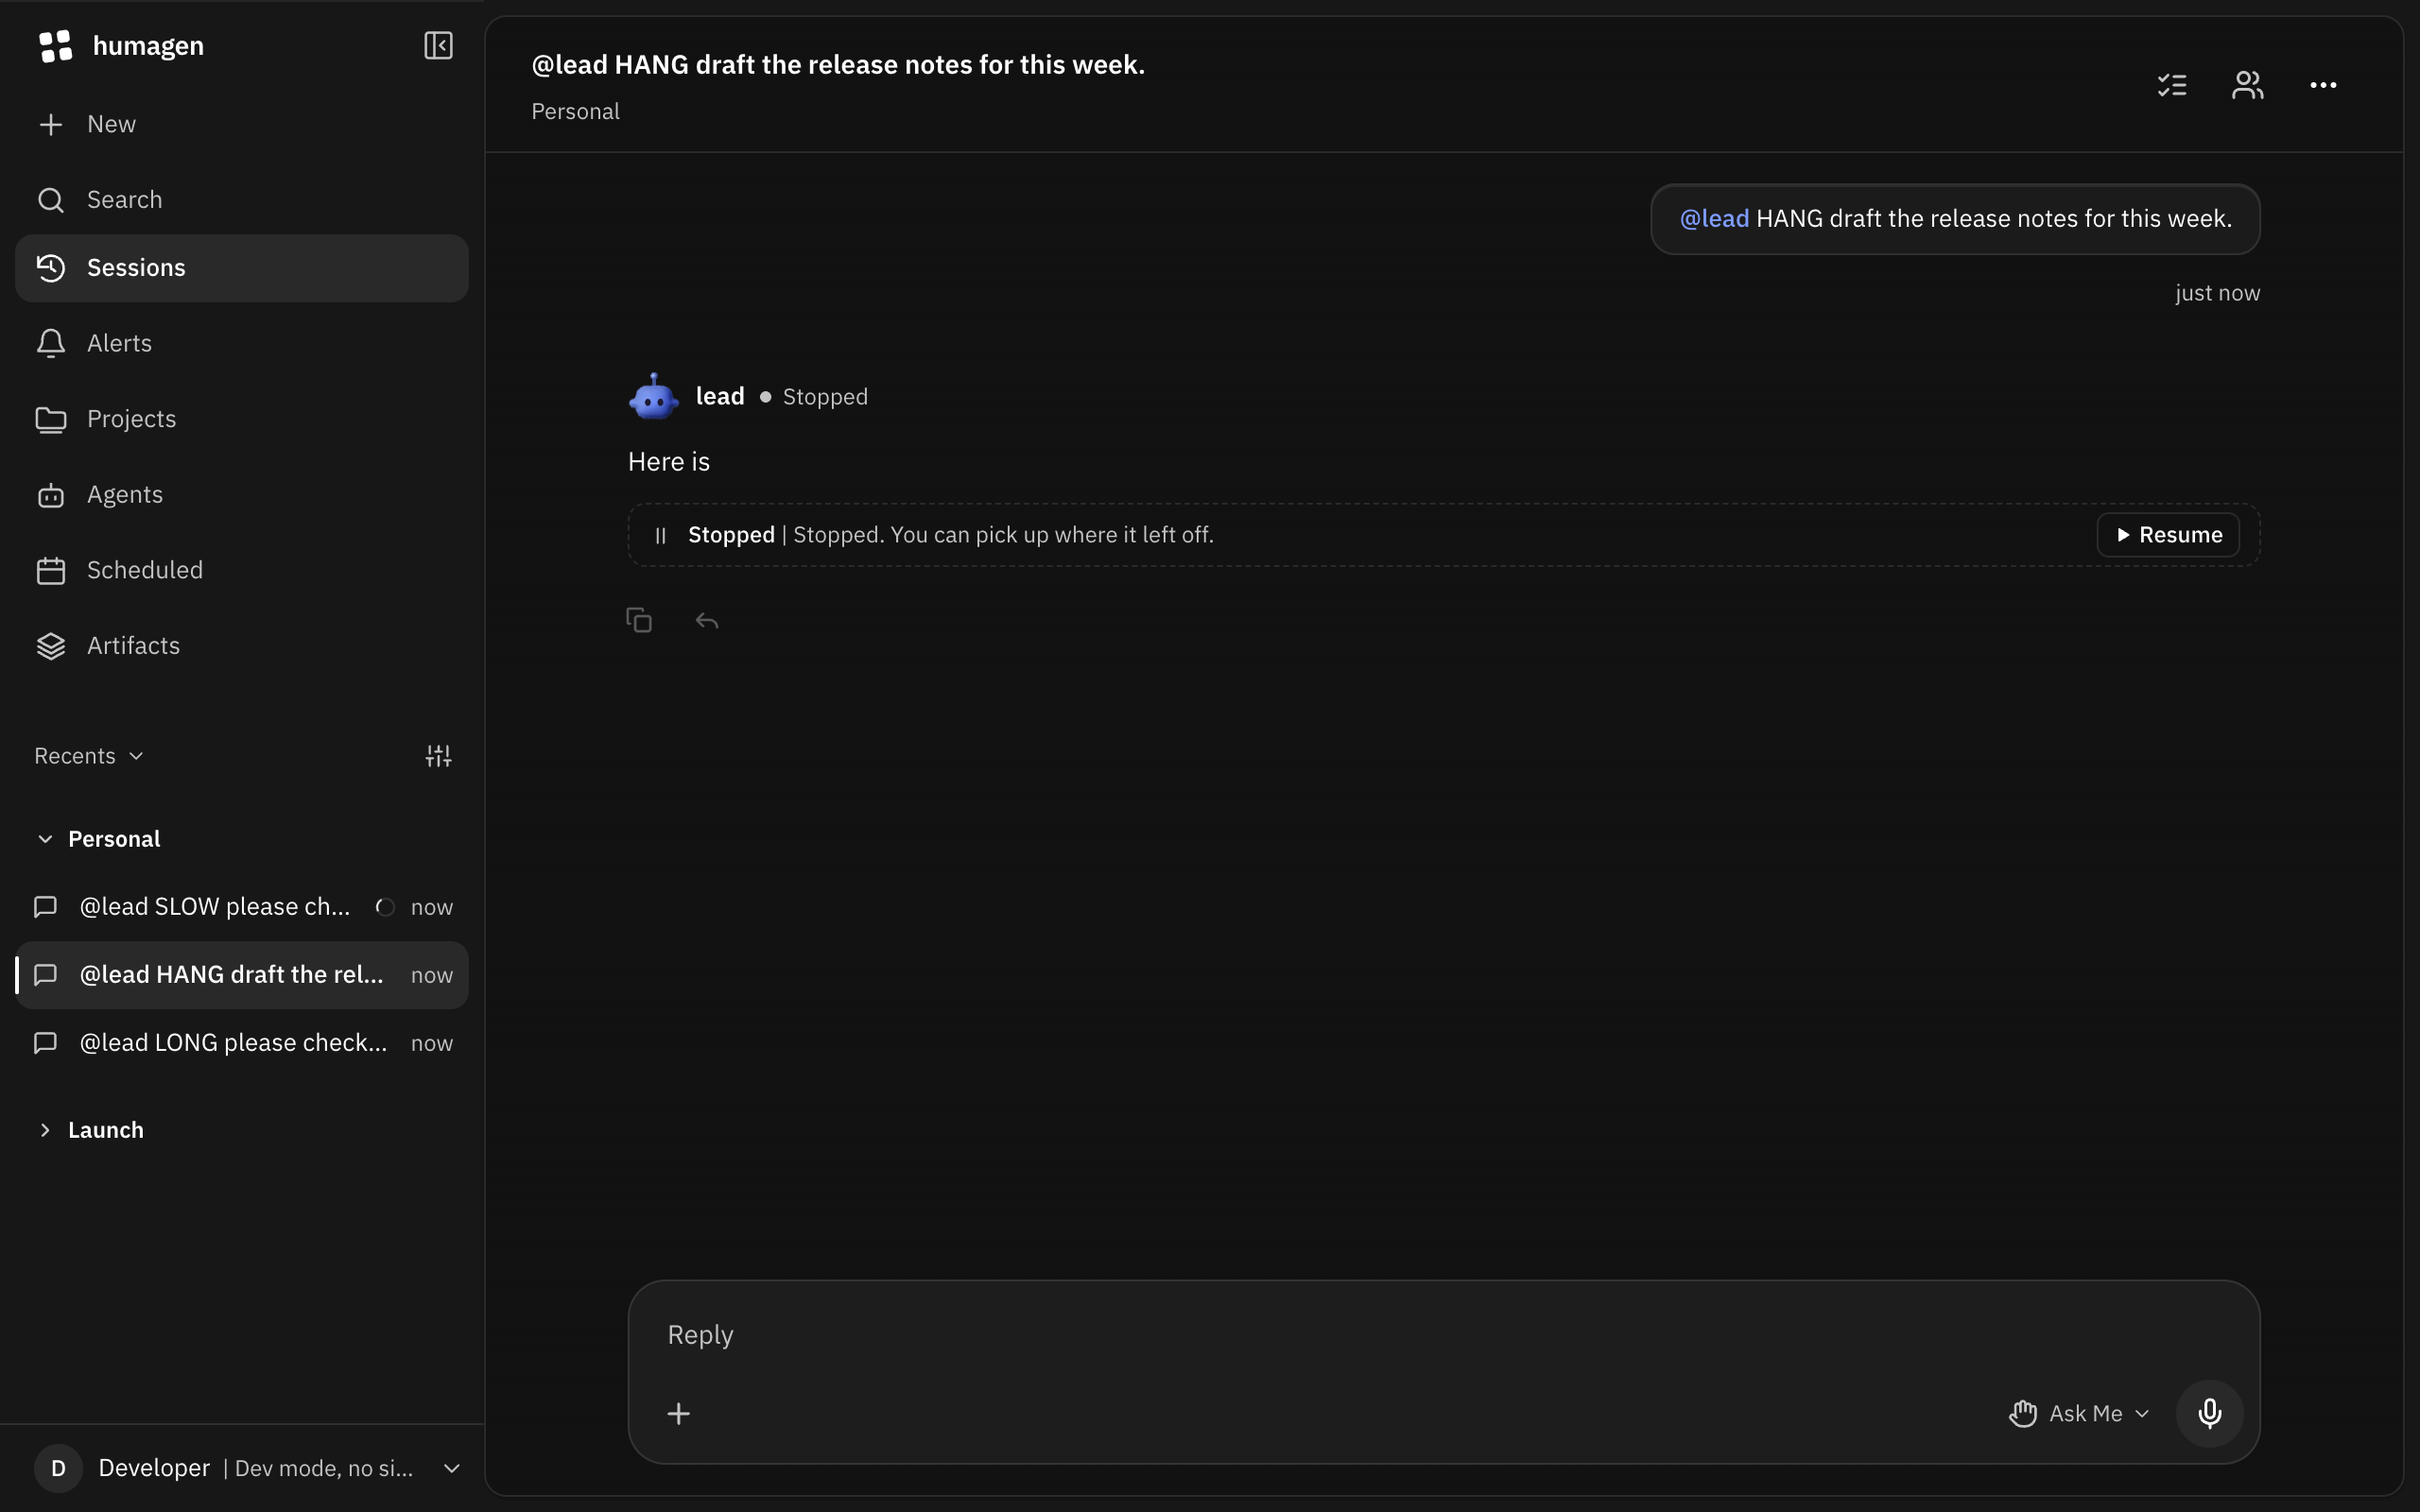 humagen
New
Search
Sessions
Alerts
Projects
Agents
Scheduled
Artifacts
Recents
Personal
@lead SLOW please ch... now
@lead HANG draft the rel... now
@lead LONG please check... now
Launch
D Developer | Dev mode, no si...
@lead HANG draft the release notes for this week.
Personal
@lead HANG draft the release notes for this week.
just now
lead Stopped
Here is
Stopped | Stopped. You can pick up where it left off. Resume
Reply
Ask Me